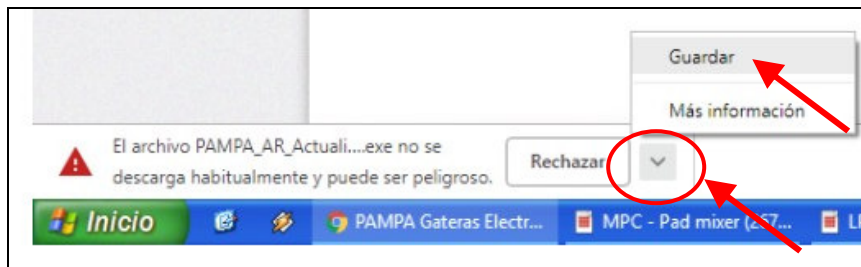 Guardar
Más información
El archivo PAMPA_AR_Actuali....exe no se
descarga habitualmente y puede ser peligroso.
Rechazar
Inicio
PAMPA Gateras Electr...
MPC - Pad mixer (267...